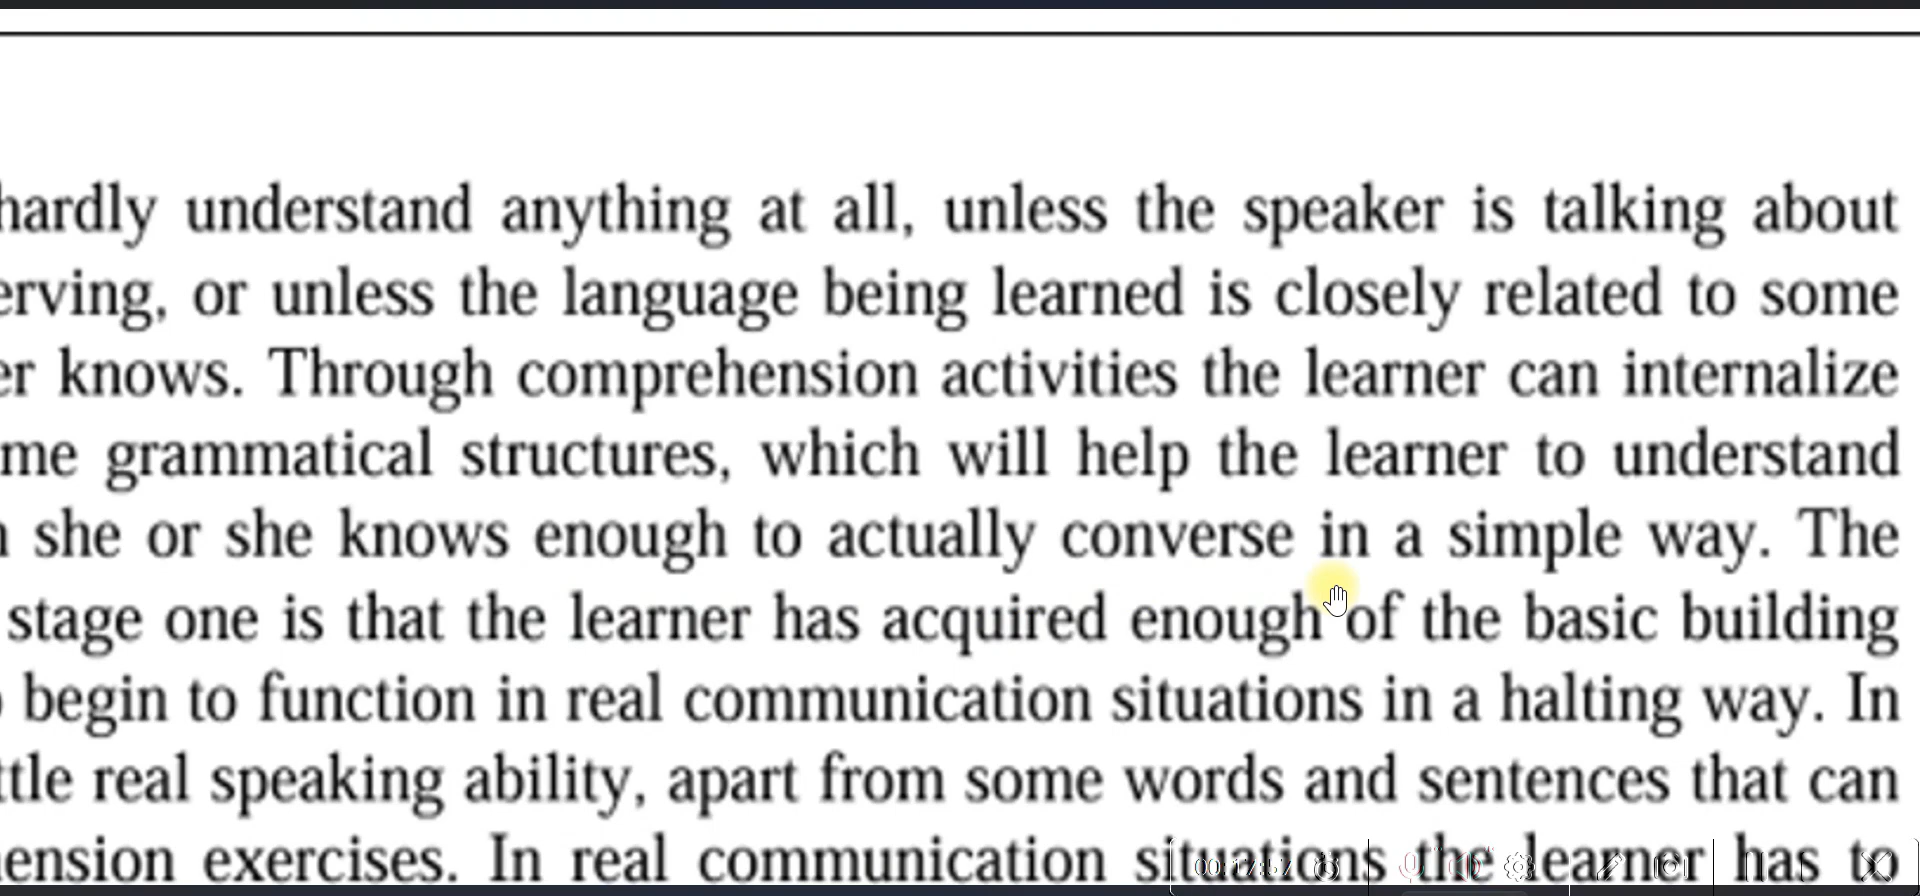 hardly understand anything at all, unless the speaker is talking about
erving, or unless the language being learned is closely related to some
er knows. Through comprehension activities the learner can internalize
me grammatical structures, which will help the learner to understand
she or she knows enough to actually converse in a simple way. The
stage one is that the learner has acquired enough of the basic building
begin to function in real communication situations in a halting way. In
ttle real speaking ability, apart from some words and sentences that can
ension exercises. In real communication situations the learner has to